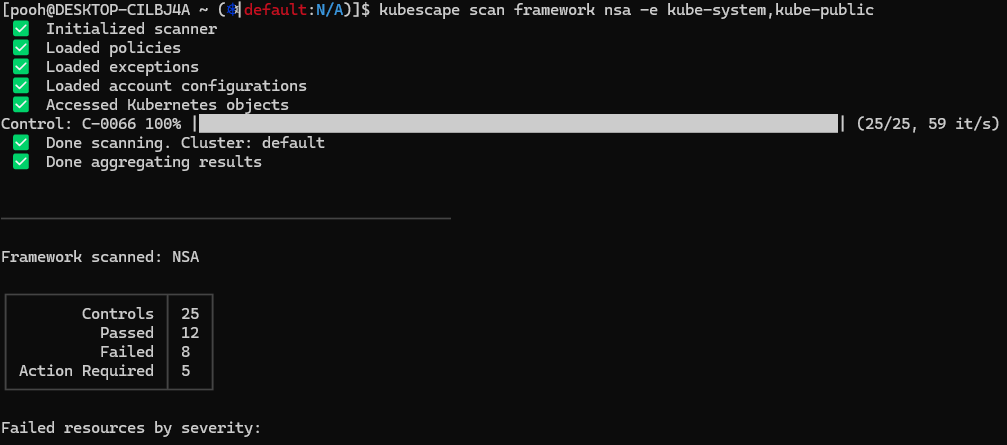 [pooh@DESKTOP-CILBJ4A ~ (⎈|default:N/A)]$ kubescape scan framework nsa -e kube-system,kube-public
✅ Initialized scanner
✅ Loaded policies
✅ Loaded exceptions
✅ Loaded account configurations
✅ Accessed Kubernetes objects
Control: C-0066 100% |████████████████████| (25/25, 59 it/s)
✅ Done scanning. Cluster: default
✅ Done aggregating results
Framework scanned: NSA
Controls │ 25
Passed │ 12
Failed │ 8
Action Required │ 5
Failed resources by severity: